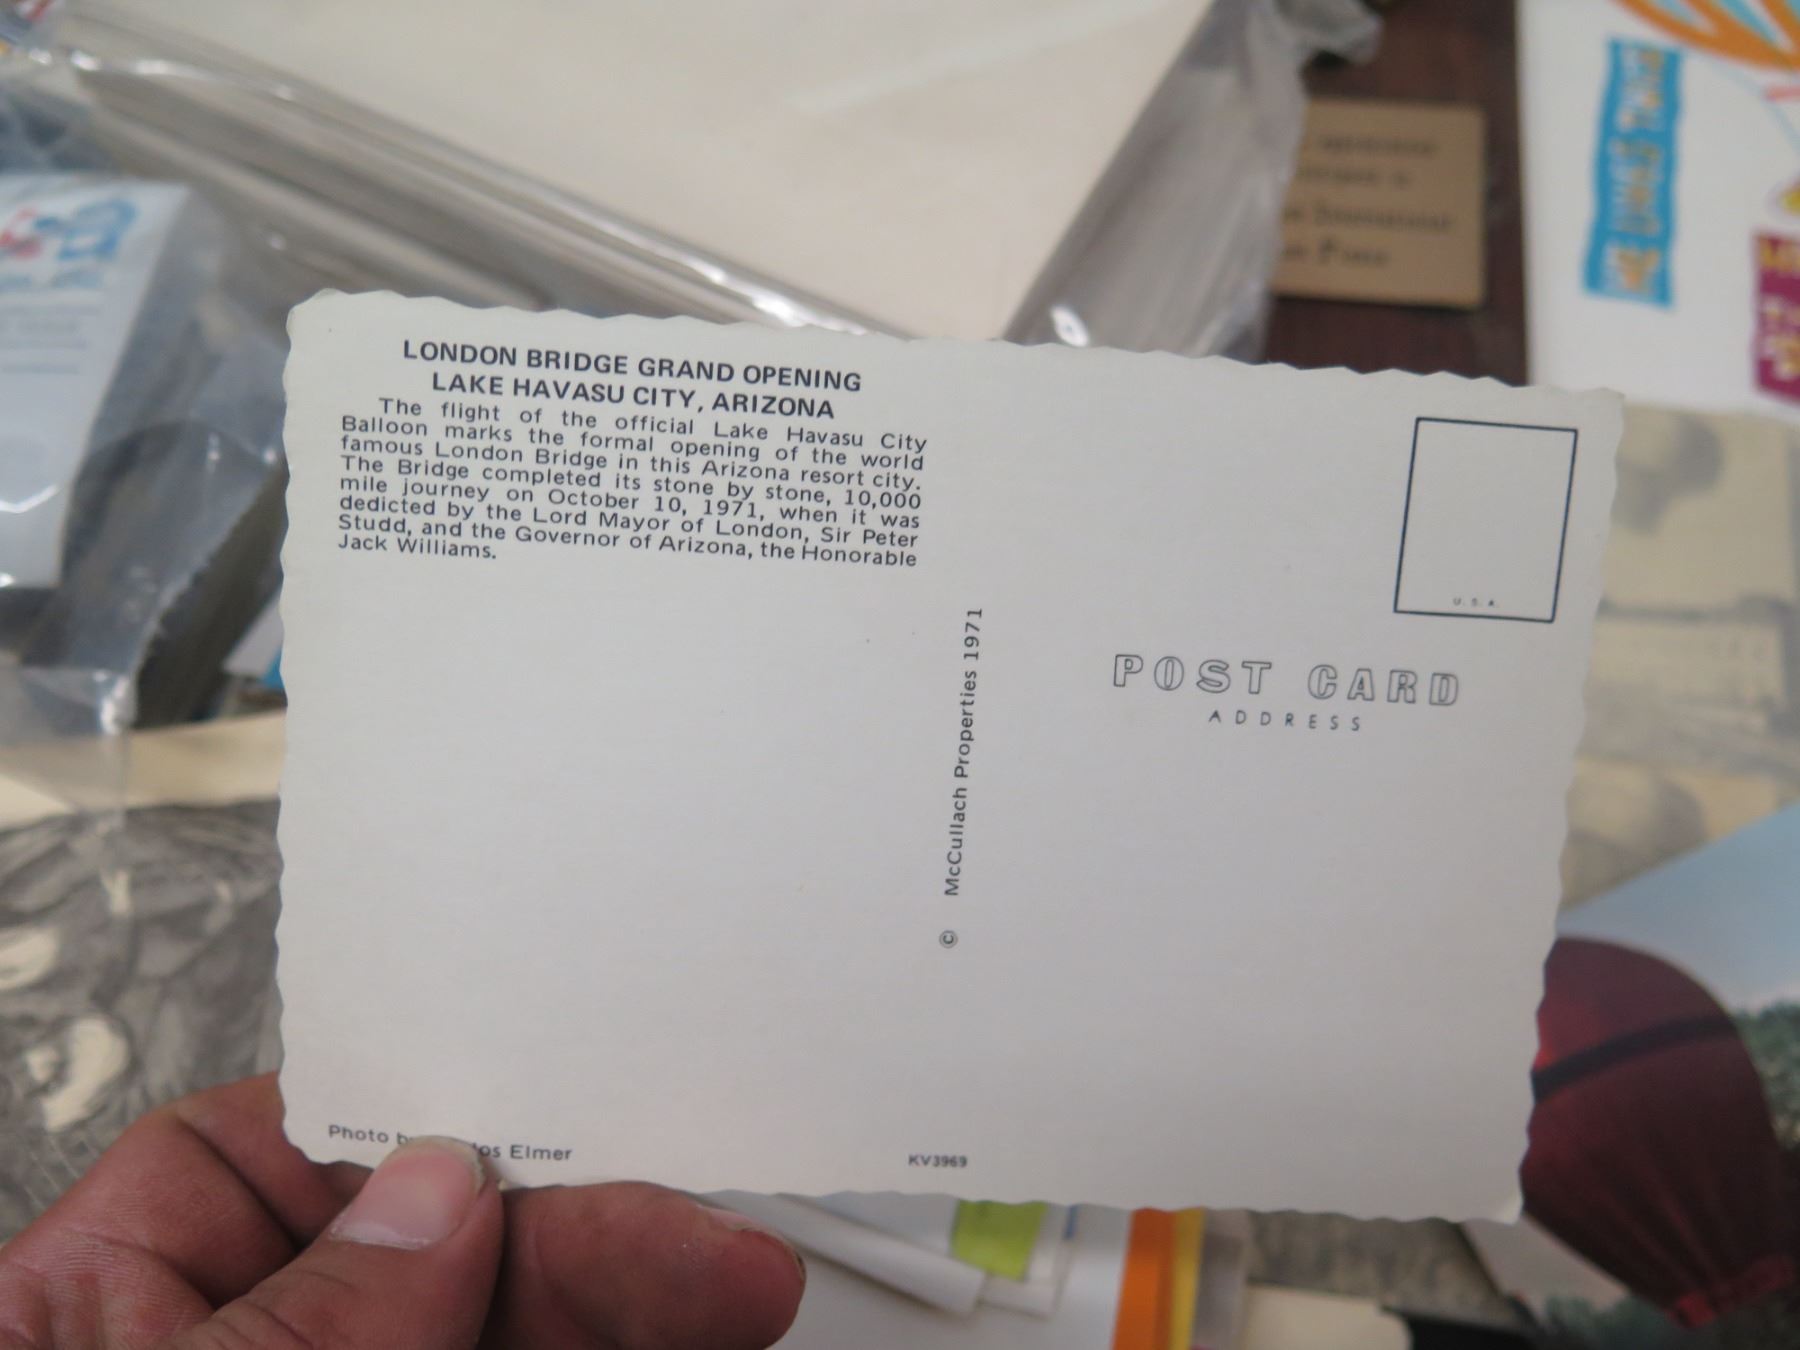 LONDON BRIDGE GRAND OPENING
LAKE HAVASU CITY, ARIZONA
The flight of the official Lake Havasu City
Balloon marks the formal opening of the world
famous London Bridge in this Arizona resort city.
The Bridge completed its stone by stone, 10,000
mile journey on October 10, 1971, when it was
dedicted by the Lord Mayor of London, Sir Peter
Studd, and the Governor of Arizona, the Honorable
Jack Williams.
© McCullach Properties 1971
U. S. A.
POST CARD
ADDRESS
Photo Elmer
KV3969